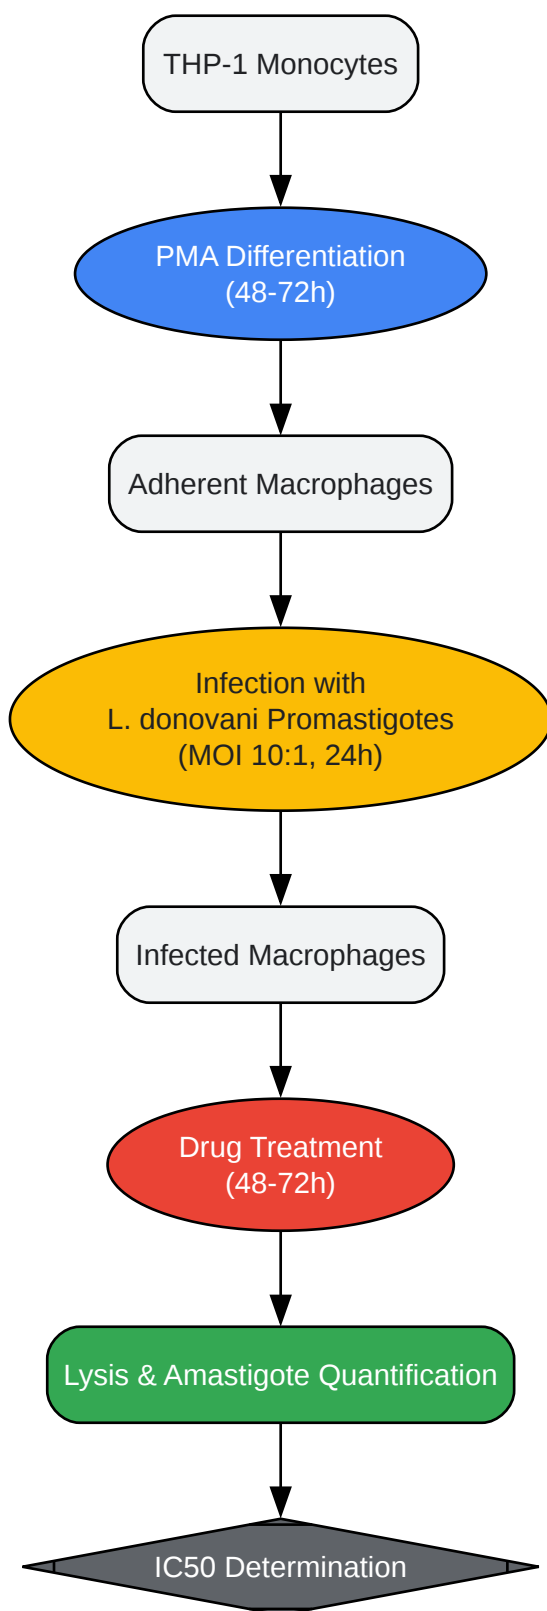 THP-1 Monocytes
PMA Differentiation
(48-72h)
Adherent Macrophages
Infection with
L. donovani Promastigotes
(MOI 10:1, 24h)
Infected Macrophages
Drug Treatment
(48-72h)
Lysis & Amastigote Quantification
IC50 Determination